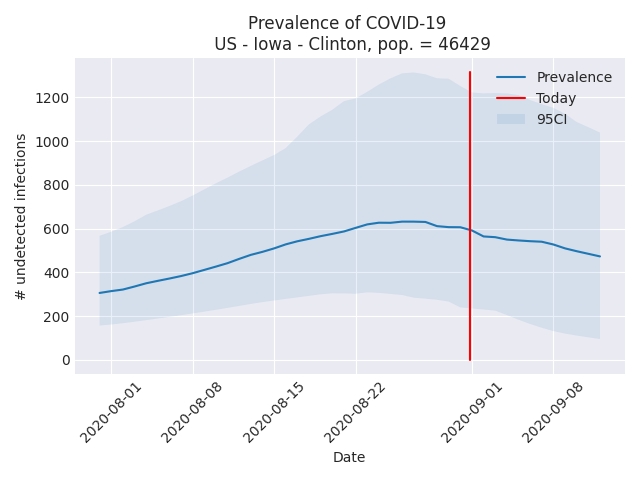 Prevalence of COVID-19
US - Iowa - Clinton, pop. = 46429
Prevalence
Today
95CI
# undetected infections
1200
1000
800
600
400
200
0
2020-08-01
2020-08-08
2020-08-15
2020-08-22
2020-09-01
2020-09-08
Date